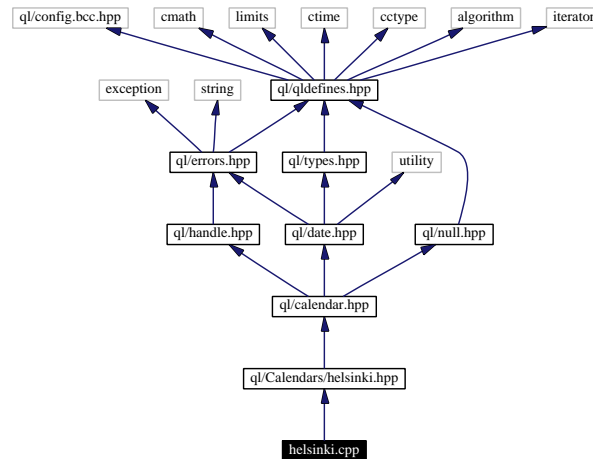 ql/config.bcc.hpp cmath limits ctime cctype algorithm iterator
exception string ql/qldefines.hpp
ql/errors.hpp ql/types.hpp utility
ql/handle.hpp ql/date.hpp ql/null.hpp
ql/calendar.hpp
ql/Calendars/helsinki.hpp
helsinki.cpp